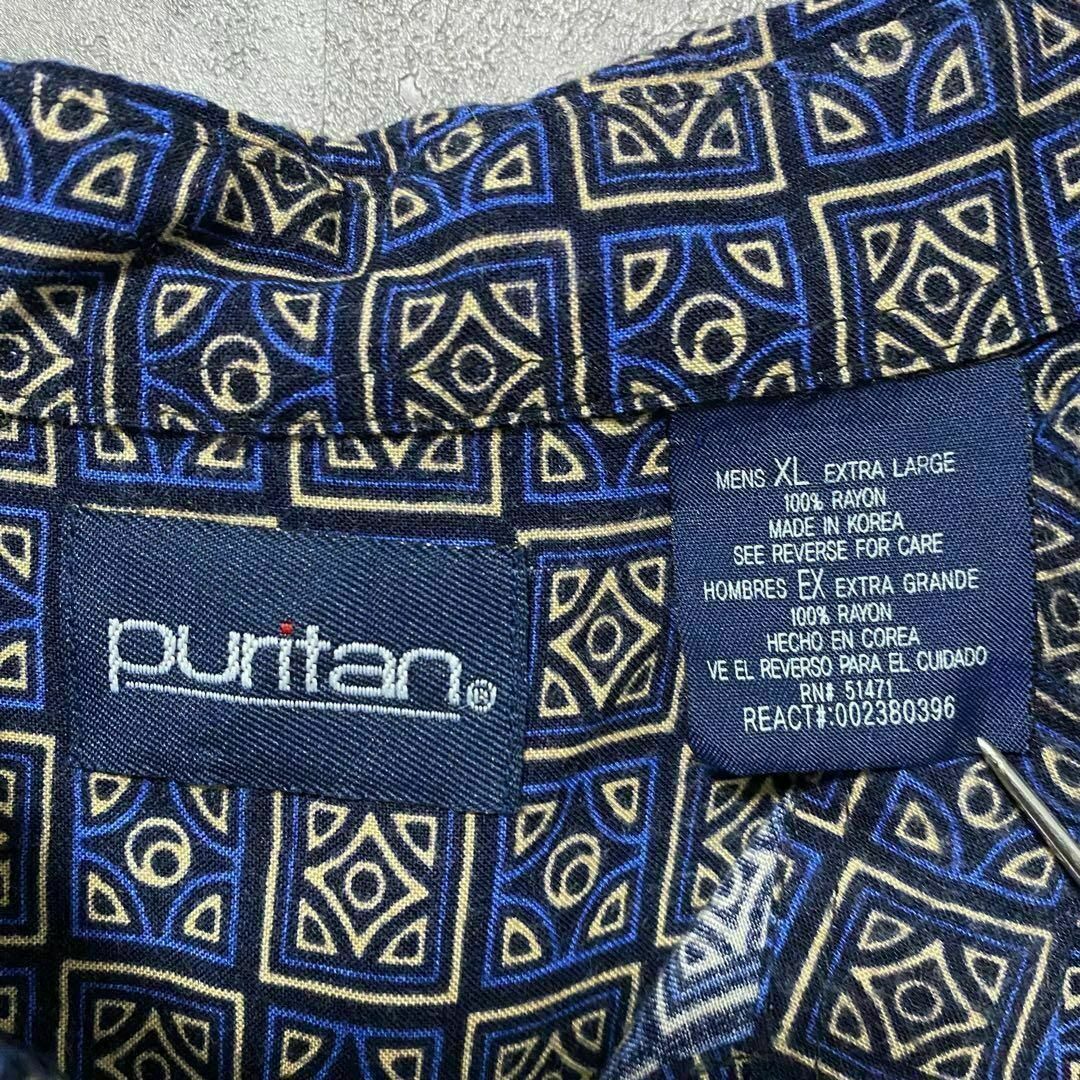 puritan®
MENS XL EXTRA LARGE
100% RAYON
MADE IN KOREA
SEE REVERSE FOR CARE
HOMBRES EX EXTRA GRANDE
100% RAYON
HECHO EN COREA
VE EL REVERSO PARA EL CUIDADO
RN# 51471
REACT#:002380396